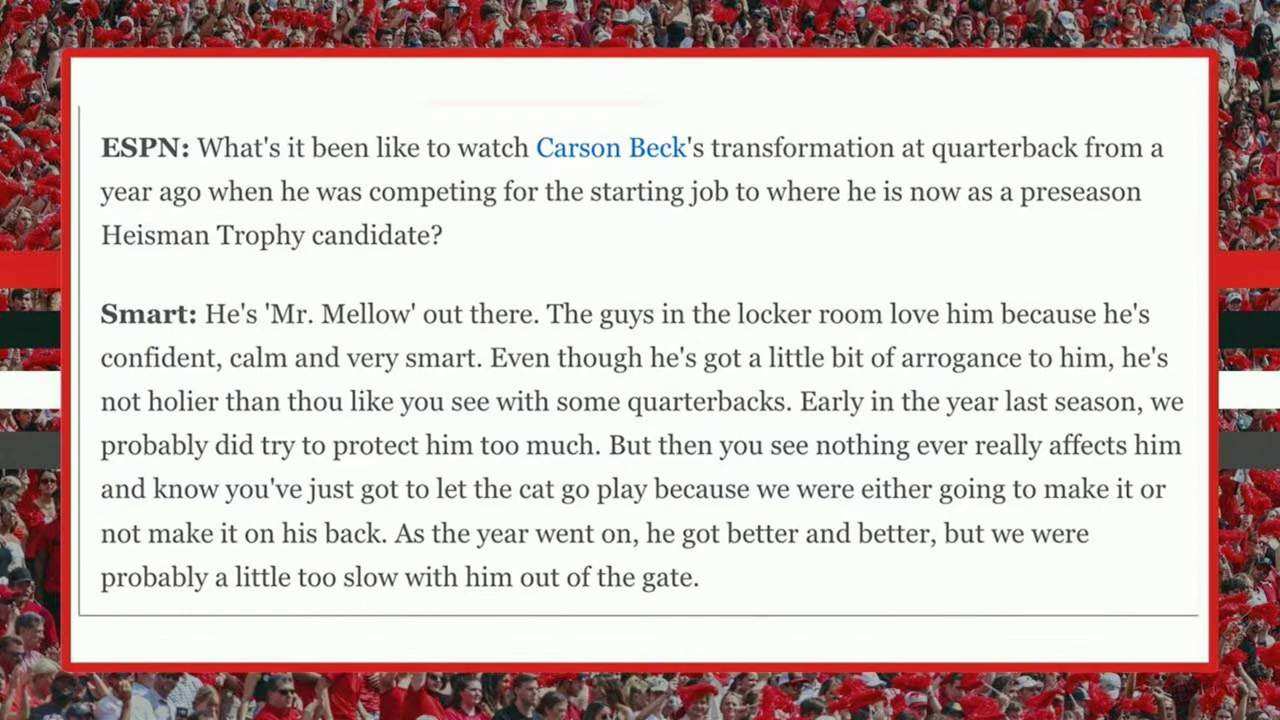 ESPN: What's it been like to watch Carson Beck's transformation at quarterback from a
year ago when he was competing for the starting job to where he is now as a preseason
Heisman Trophy candidate?
Smart: He's 'Mr. Mellow' out there. The guys in the locker room love him because he's
confident, calm and very smart. Even though he's got a little bit of arrogance to him, he's
not holier than thou like you see with some quarterbacks. Early in the year last season, we
probably did try to protect him too much. But then you see nothing ever really affects him
and know you've just got to let the cat go play because we were either going to make it or
not make it on his back. As the year went on, he got better and better, but we were
probably a little too slow with him out of the gate.